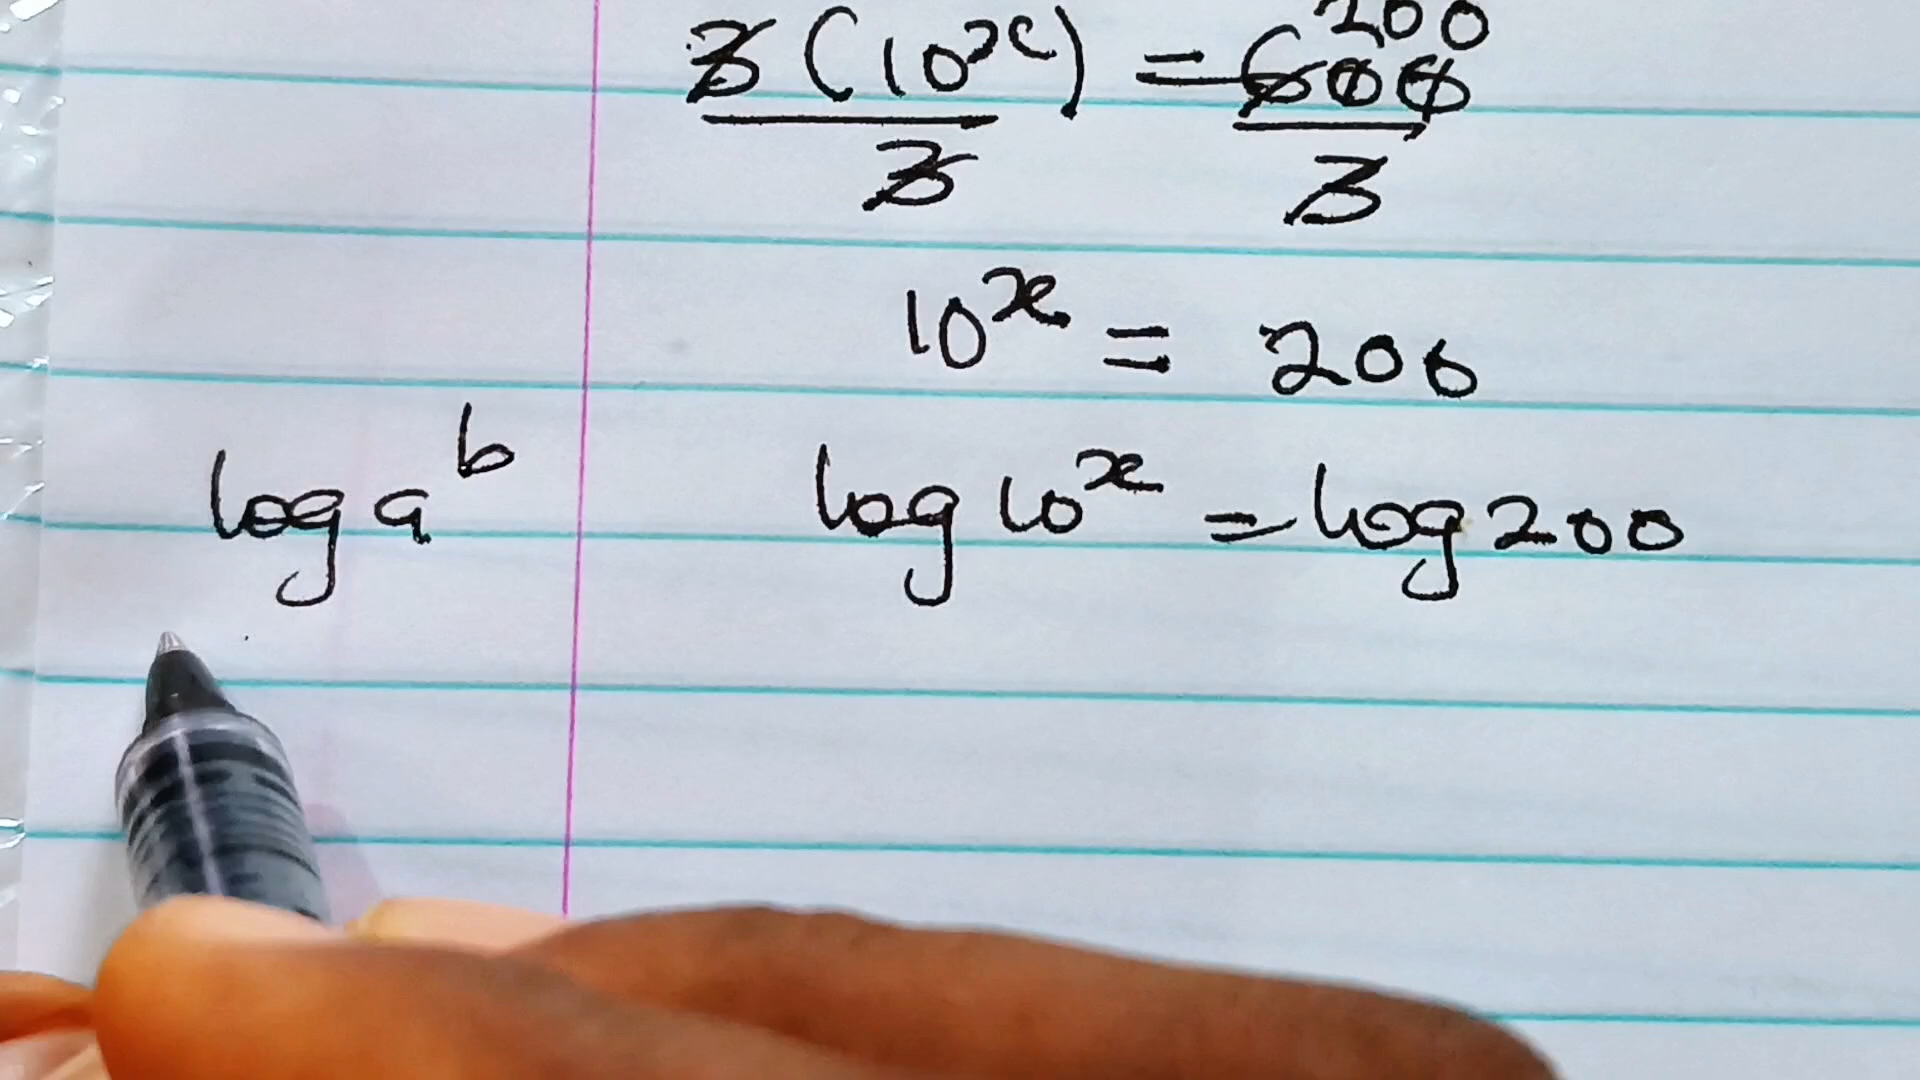 200
3(10^x) = 600
3 3
10^x = 200
log a^b
log 10^x = log 200